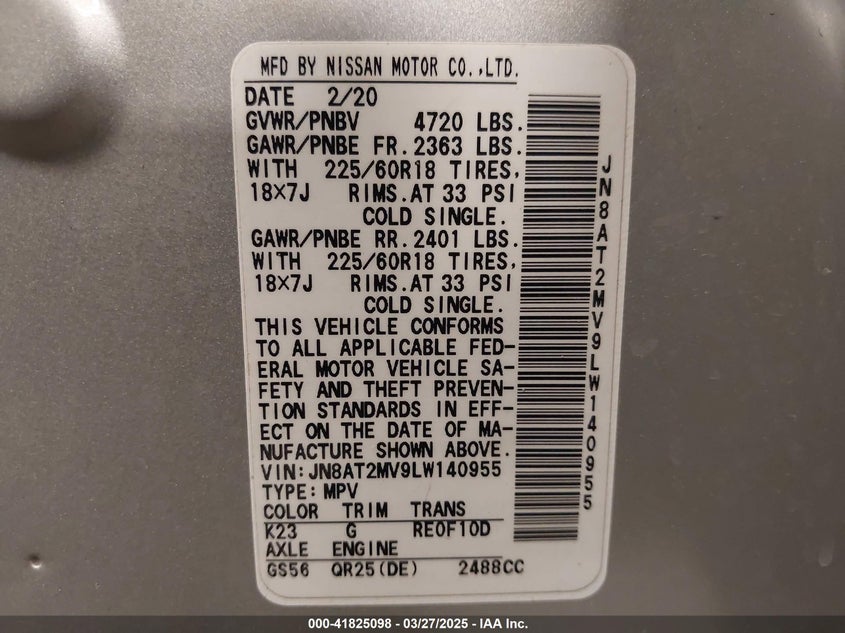 MFD BY NISSAN MOTOR CO.,LTD.
DATE 2/20
GVWR/PNBV 4720 LBS.
GAWR/PNBE FR.2363 LBS.
WITH 225/60R18 TIRES,
18×7J RIMS.AT 33 PSI
COLD SINGLE.
GAWR/PNBE RR.2401 LBS.
WITH 225/60R18 TIRES,
18×7J RIMS.AT 33 PSI
COLD SINGLE.
THIS VEHICLE CONFORMS
TO ALL APPLICABLE FED-
ERAL MOTOR VEHICLE SA-
FETY AND THEFT PREVEN-
TION STANDARDS IN EFF-
ECT ON THE DATE OF MA-
NUFACTURE SHOWN ABOVE.
VIN:JN8AT2MV9LW140955
TYPE:MPV
COLOR TRIM TRANS
K23 G RE0F10D
AXLE ENGINE
GS56 QR25(DE) 2488CC
JN8AT2MV9LW140955
000-41825098 - 03/27/2025 - IAA Inc.